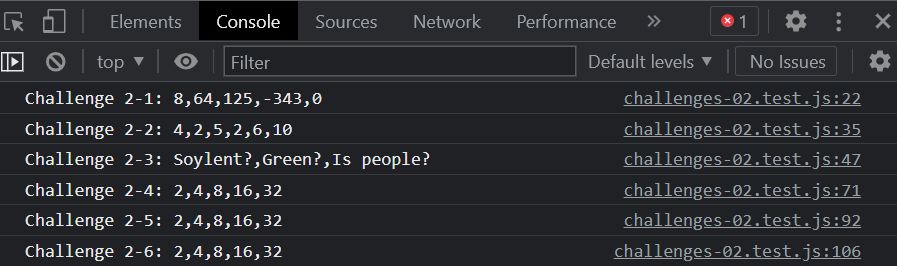 Elements Console Sources Network Performance » 1
top ▼ Filter Default levels ▼ No Issues
Challenge 2-1: 8,64,125,-343,0 challenges-02.test.js:22
Challenge 2-2: 4,2,5,2,6,10 challenges-02.test.js:35
Challenge 2-3: Soylent?,Green?,Is people? challenges-02.test.js:47
Challenge 2-4: 2,4,8,16,32 challenges-02.test.js:71
Challenge 2-5: 2,4,8,16,32 challenges-02.test.js:92
Challenge 2-6: 2,4,8,16,32 challenges-02.test.js:106